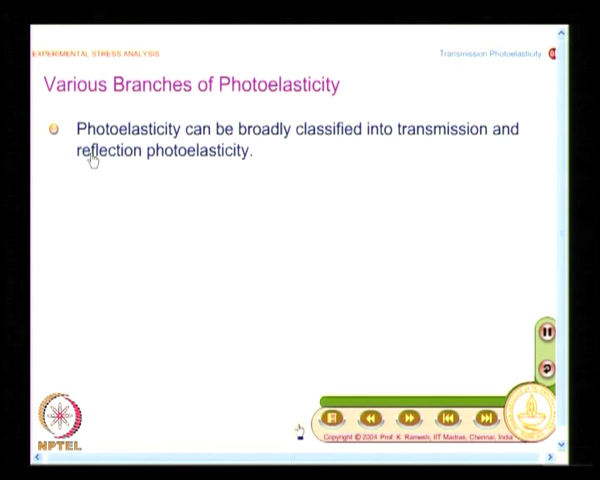 EXPERIMENTAL STRESS ANALYSIS
Transmission Photoelasticity
Various Branches of Photoelasticity
Photoelasticity can be broadly classified into transmission and
reflection photoelasticity.
NPTEL
Copyright © 2004 Prof. K. Ramesh, IIT Madras, Chennai, India